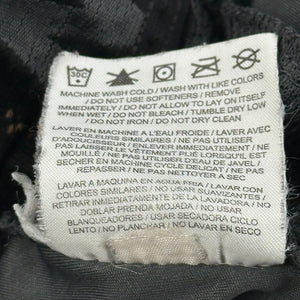 30C
MACHINE WASH COLD / WASH WITH LIKE COLORS
/ DO NOT USE SOFTENERS / REMOVE
IMMEDIATELY / DO NOT ALLOW TO LAY ON ITSELF
WHEN WET / DO NOT BLEACH / TUMBLE DRY LOW
/ DO NOT IRON / DO NOT DRY CLEAN
LAVER EN MACHINE A L'EAU FROIDE / LAVER AVEC
COULEURS SIMILAIRES / NE PAS UTILISER
D'ADOUCISSEUR / ENLEVER IMMEDIATEMENT / NE
PAS LAISSER LE VÊTEMENT PLIÉ LORSQU'IL EST
MOUILLÉ / NE PAS UTILISER D'EAU DE JAVEL /
SECHER EN MACHINE CYCLE DELICAT / NE PAS
REPASSER / NE PAS NETTOYER A SEC
LAVAR A MAQUINA EN AGUA FRIA / LAVAR CON
COLORES SIMILARES / NO USAR SUAVIZANTES /
RETIRAR INMEDIATAMENTE DE LA LAVADORA / NO
DOBLAR PRENDA MOJADA / NO USAR
BLANQUEADORES / USAR SECADORA CICLO
LENTO / NO PLANCHAR / NO LAVAR EN SECO